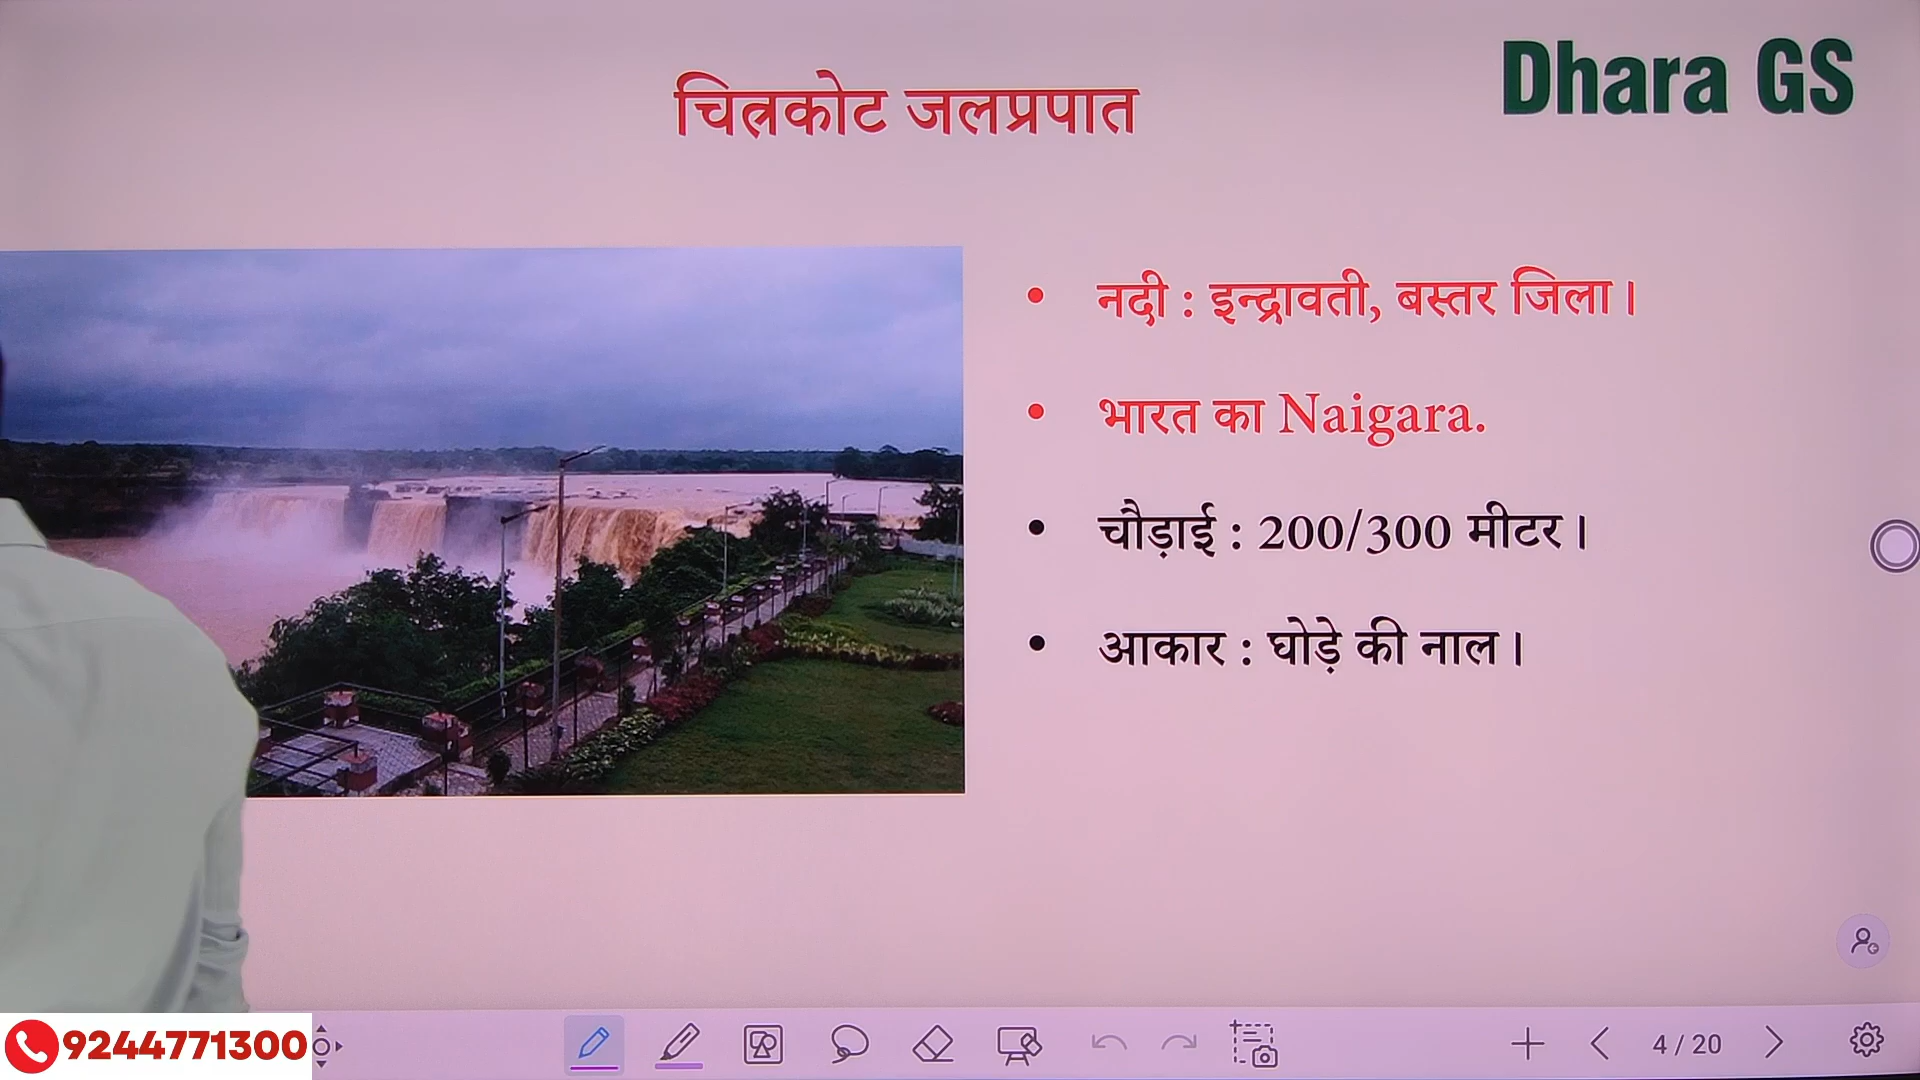 Dhara GS
चित्रकोट जलप्रपात
• नदी : इन्द्रावती, बस्तर जिला।
• भारत का Naigara.
• चौड़ाई : 200/300 मीटर।
• आकार : घोड़े की नाल।
9244771300
4 / 20